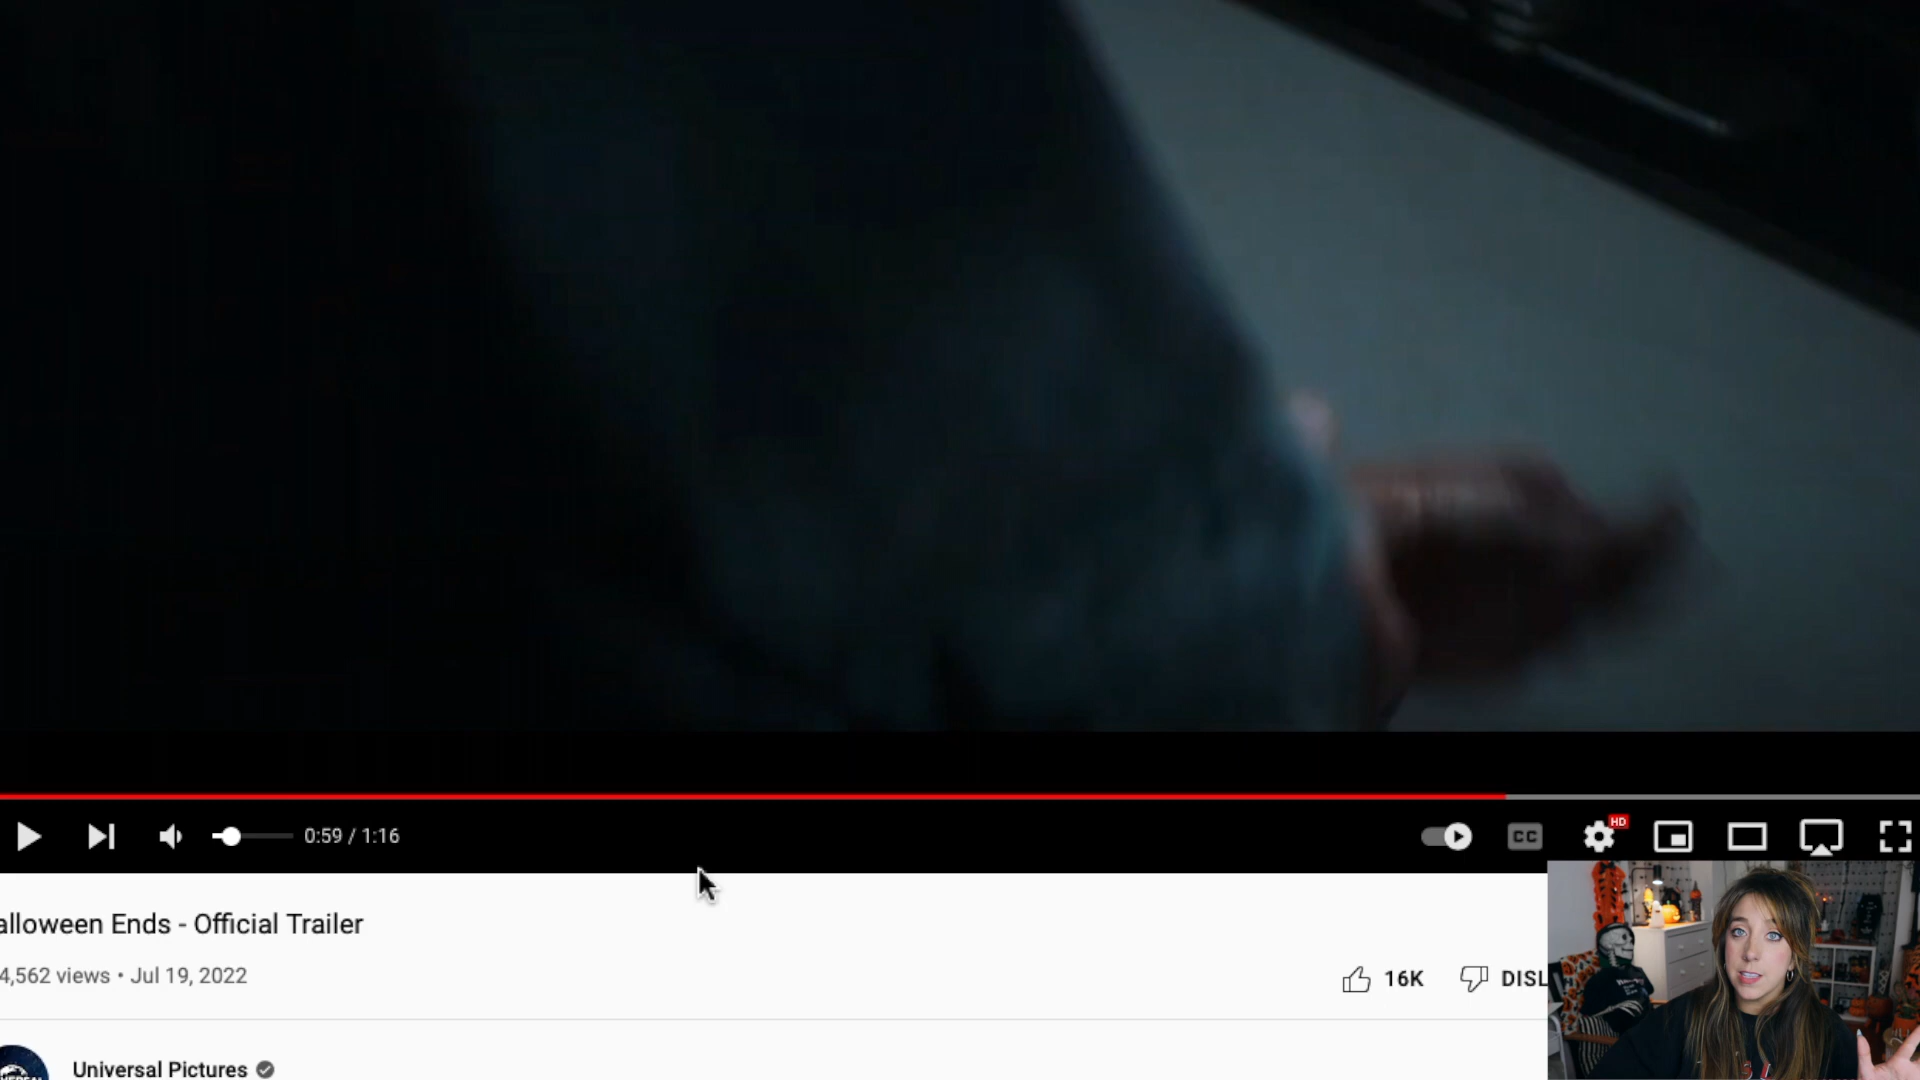 0:59 / 1:16
CC
HD
alloween Ends - Official Trailer
4,562 views • Jul 19, 2022
16K
DISL
Universal Pictures